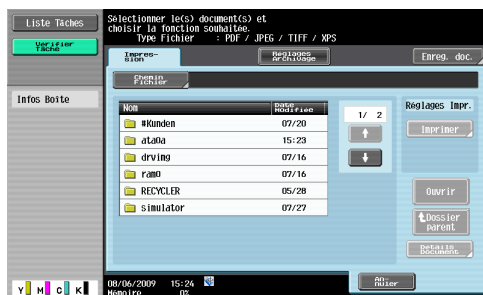 Liste Tâches
Vérifier
Tâche
Infos Boîte
Sélectionner le(s) document(s) et
choisir la fonction souhaitée.
Type Fichier : PDF / JPEG / TIFF / XPS
Impres-
sion
Réglages
Archivage
Enreg. doc.
Chemin
Fichier
Nom Date Modifiée
#Kunden 07/20
ata0a 15:23
drving 07/16
ramo 07/16
RECYCLER 05/28
simulator 07/27
1/ 2
Réglages Impr.
Imprimer
Ouvrir
Dossier
parent
Détails
Document
08/06/2009 15:24
Mémoire 0%
An-
nuler
Y M C K